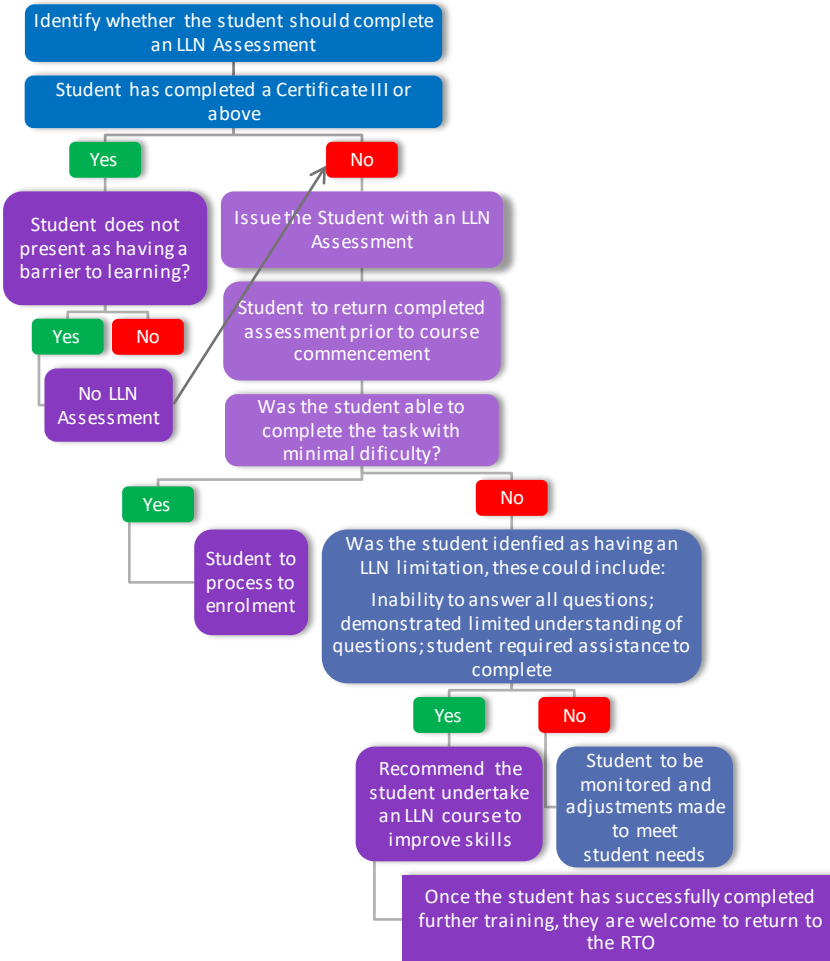 Identify whether the student should complete
an LLN Assessment
Student has completed a Certificate III or
above
Yes
No
Student does not
present as having a
barrier to learning?
Issue the Student with an LLN
Assessment
Yes
No
Student to return completed
assessment prior to course
commencement
No LLN
Assessment
Was the student able to
complete the task with
minimal dificulty?
Yes
No
Student to
process to
enrolment
Was the student idenfied as having an
LLN limitation, these could include:
Inability to answer all questions;
demonstrated limited understanding of
questions; student required assistance to
complete
Yes
No
Recommend the
student undertake
an LLN course to
improve skills
Student to be
monitored and
adjustments made
to meet
student needs
Once the student has successfully completed
further training, they are welcome to return to
the RTO